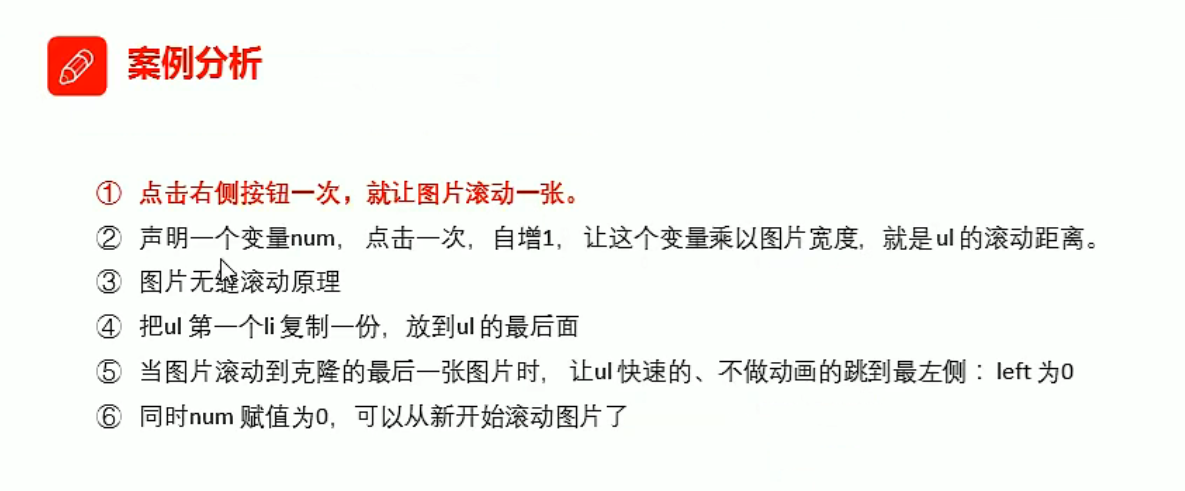 案例分析
① 点击右侧按钮一次，就让图片滚动一张。
② 声明一个变量num， 点击一次，自增1， 让这个变量乘以图片宽度，就是ul 的滚动距离。
③ 图片无缝滚动原理
④ 把ul 第一个li 复制一份，放到ul 的最后面
⑤ 当图片滚动到克隆的最后一张图片时， 让ul 快速的、不做动画的跳到最左侧： left 为0
⑥ 同时num 赋值为0，可以从新开始滚动图片了